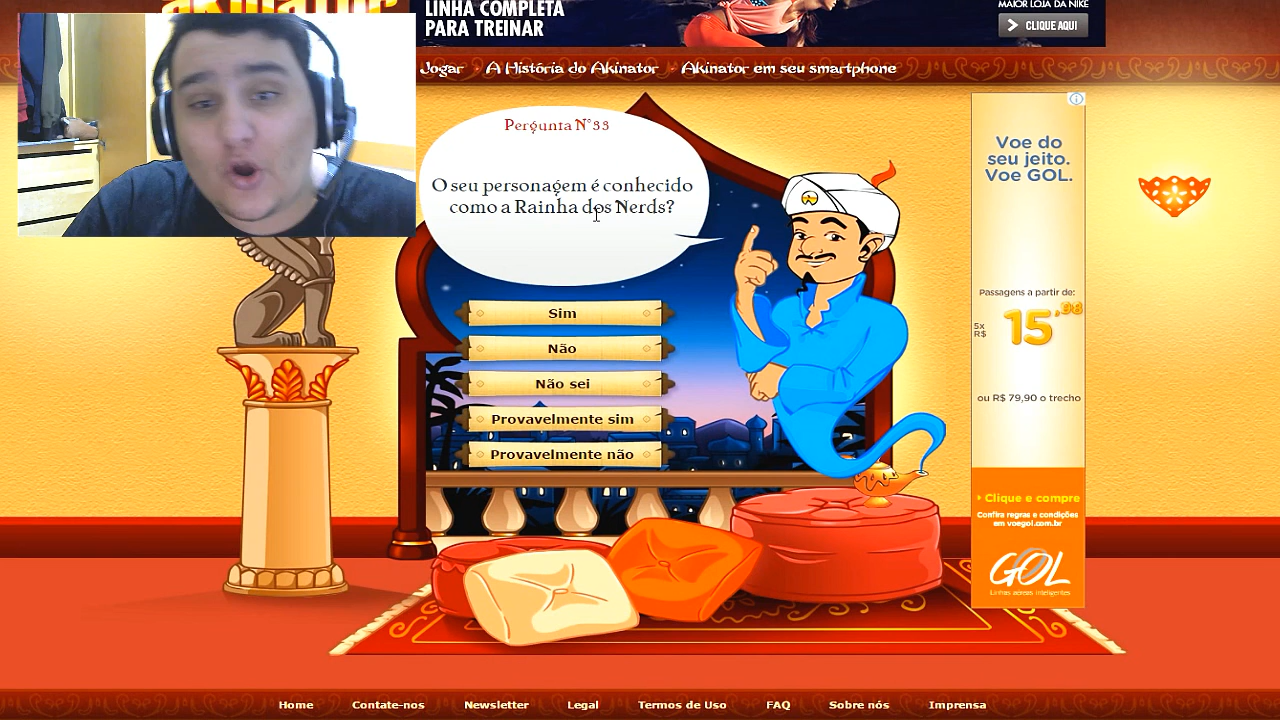 akinator
LINHA COMPLETA
PARA TREINAR
MAIOR LOJA DA NIKE
CLIQUE AQUI
Jogar
A História do Akinator
Akinator em seu smartphone
Pergunta N°33
O seu personagem é conhecido
como a Rainha dos Nerds?
Sim
Não
Não sei
Provavelmente sim
Provavelmente não
Voe do
seu jeito.
Voe GOL.
Passagens a partir de:
5x
R$
15,98
ou R$ 79,90 o trecho
Clique e compre
Confira regras e condições
em voegol.com.br
GOL
Linhas aéreas inteligentes
Home
Contate-nos
Newsletter
Legal
Termos de Uso
FAQ
Sobre nós
Imprensa